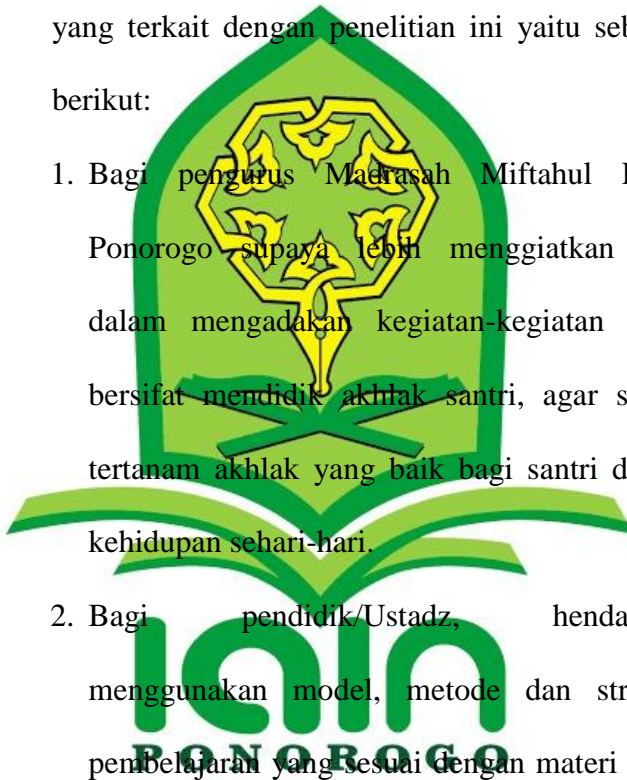 yang terkait dengan penelitian ini yaitu seb
berikut:
1. Bagi pengurus Madrasah Miftahul
Ponorogo supaya lebih menggiatkan
dalam mengadakan kegiatan-kegiatan
bersifat mendidik akhlak santri, agar s
tertanam akhlak yang baik bagi santri d
kehidupan sehari-hari.
2. Bagi pendidik/Ustadz, henda
menggunakan model, metode dan str
pembelajaran yang sesuai dengan materi
iain
PONOROGO